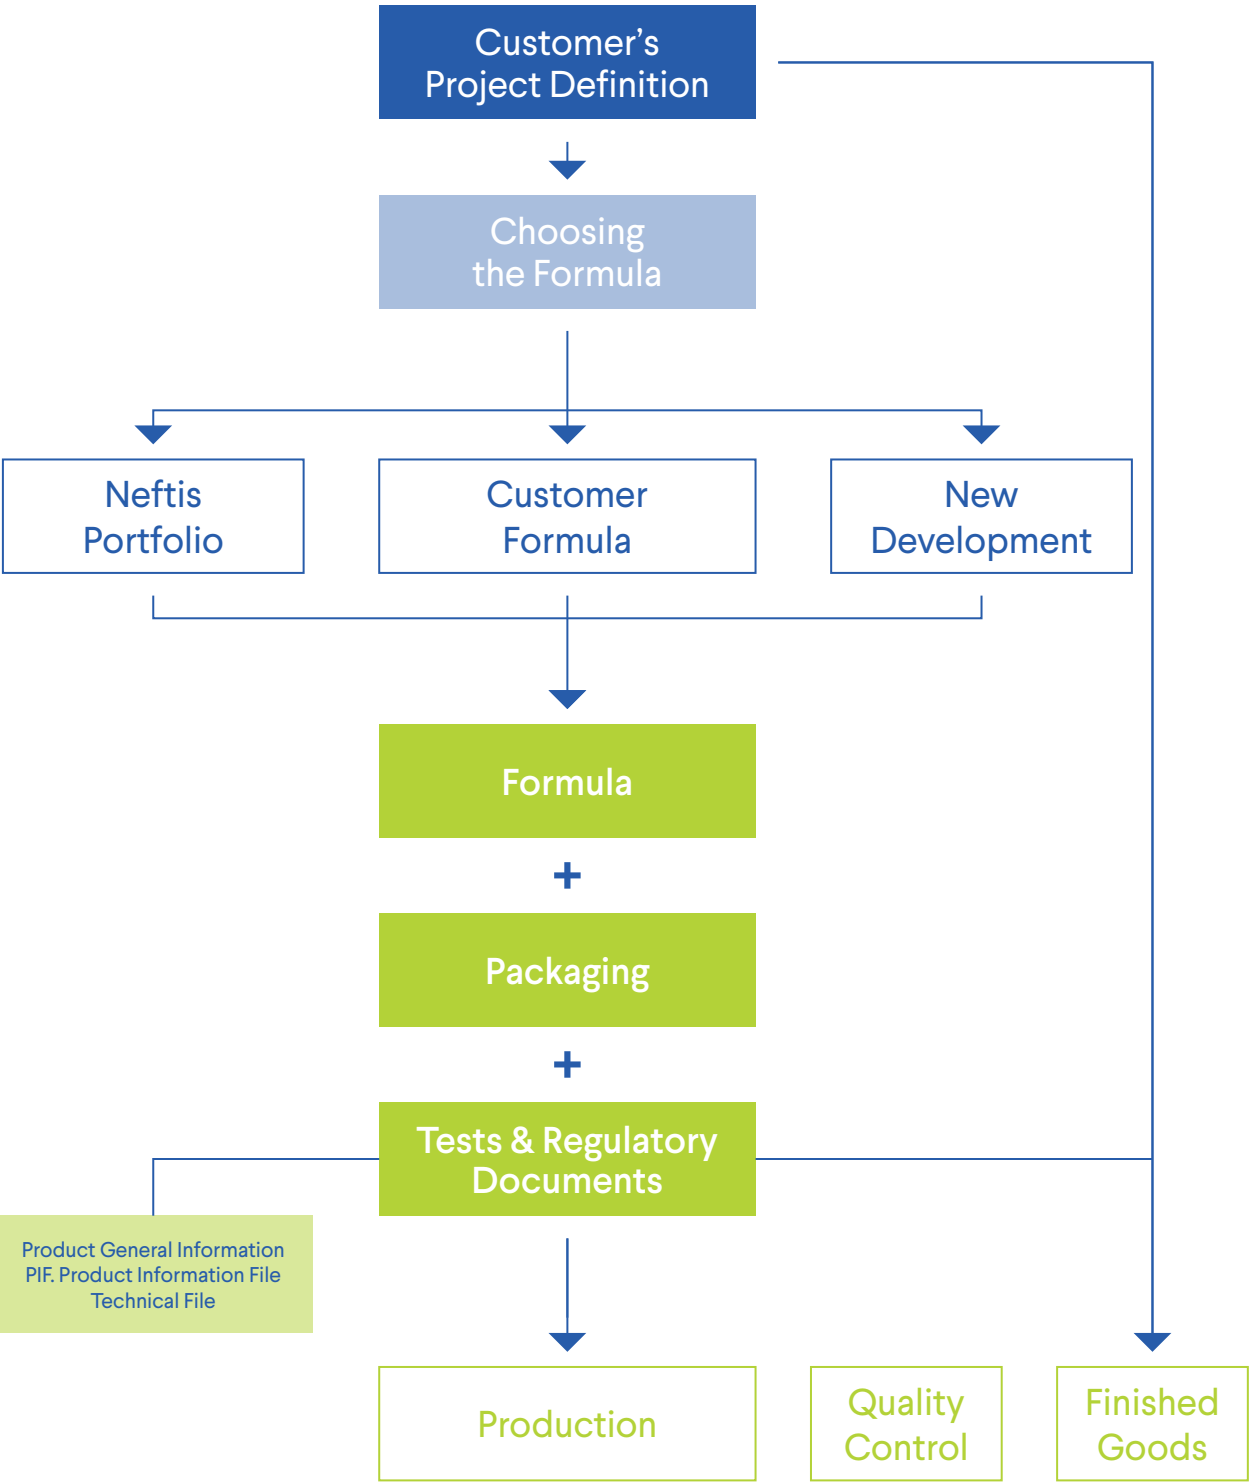 Customer’s
Project Definition
Choosing
the Formula
Neftis
Portfolio
Customer
Formula
New
Development
Formula
+
Packaging
+
Tests & Regulatory
Documents
Product General Information
PIF. Product Information File
Technical File
Production
Quality
Control
Finished
Goods